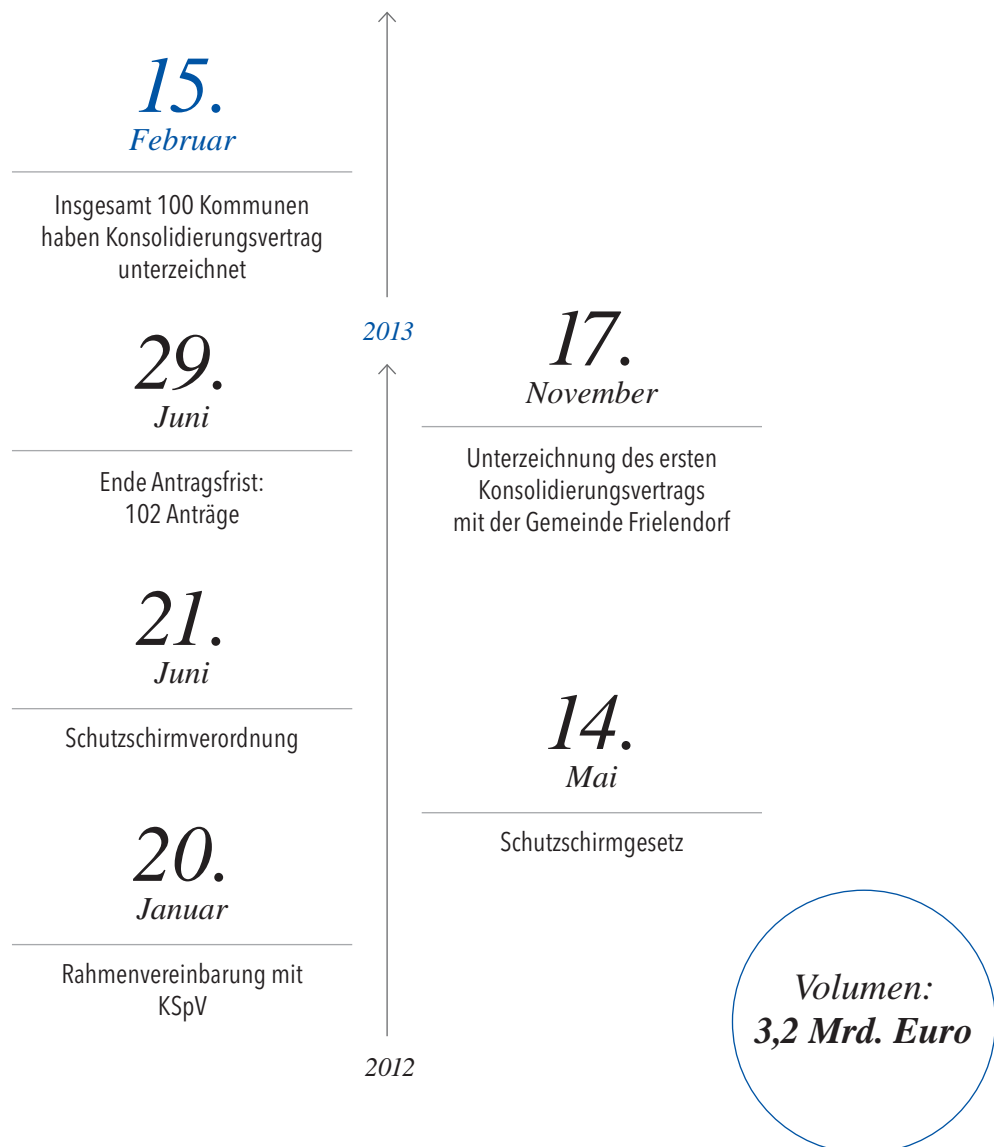 15.
Februar
Insgesamt 100 Kommunen
haben Konsolidierungsvertrag
unterzeichnet
2013
29.
Juni
Ende Antragsfrist:
102 Anträge
17.
November
Unterzeichnung des ersten
Konsolidierungsvertrags
mit der Gemeinde Frielendorf
21.
Juni
Schutzschirmverordnung
14.
Mai
Schutzschirmgesetz
20.
Januar
Rahmenvereinbarung mit
KSpV
2012
Volumen:
3,2 Mrd. Euro